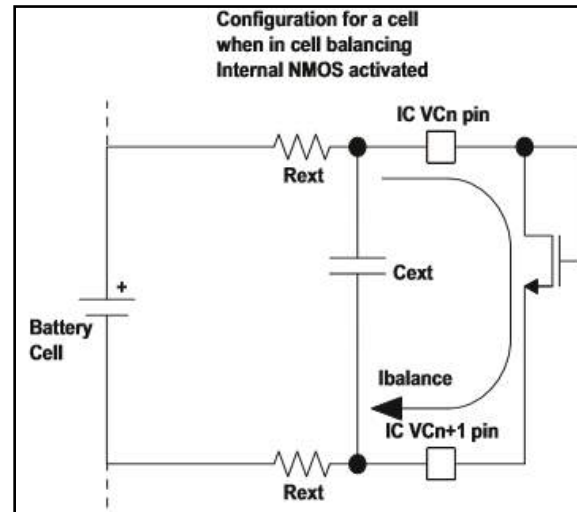 Configuration for a cell
when in cell balancing
Internal NMOS activated
IC VCn pin
Rext
Cext
+
Battery
Cell
Ibalance
IC VCn+1 pin
Rext